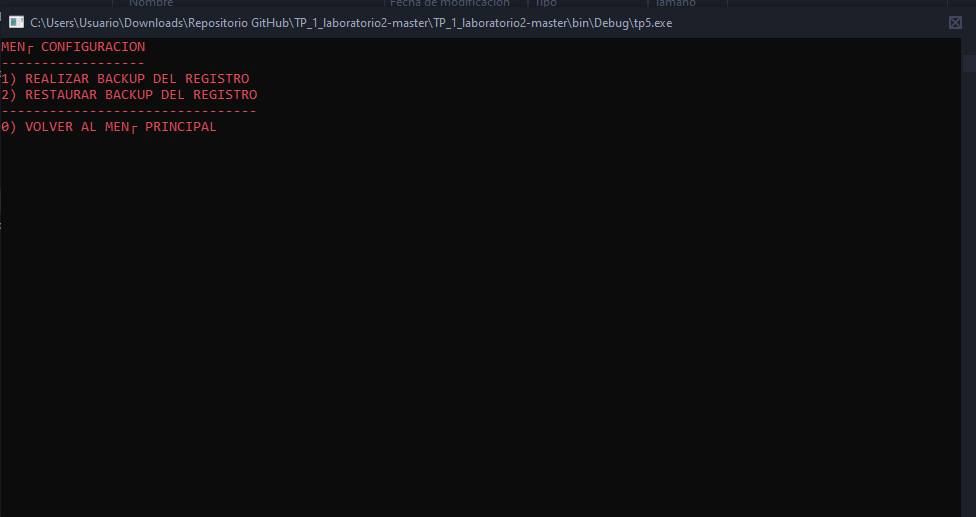 Nombre Fecha de modificación Tipo Tamaño
C:\Users\Usuario\Downloads\Repositorio GitHub\TP_1_laboratorio2-master\TP_1_laboratorio2-master\bin\Debug\tp5.exe
MEN┌ CONFIGURACION
------------------
1) REALIZAR BACKUP DEL REGISTRO
2) RESTAURAR BACKUP DEL REGISTRO
--------------------------------
0) VOLVER AL MEN┌ PRINCIPAL